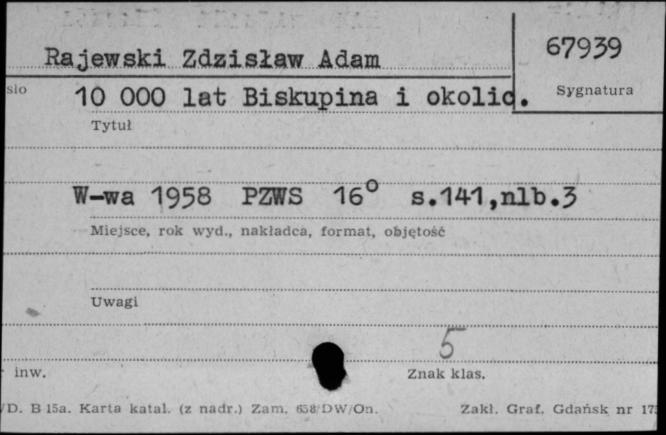 67939
Rajewski Zdzisław Adam
Sygnatura
10 000 lat Biskupina i okolic.
Tytuł
W-wa 1958 PZWS 16° s.141,nlb.3
Miejsce, rok wyd., nakładca, format, objętość
Uwagi
5
inw.
Znak klas.
D. B 15a. Karta katal. (z nadr.) Zam. 658/DW/On.
Zakł. Graf. Gdańsk nr